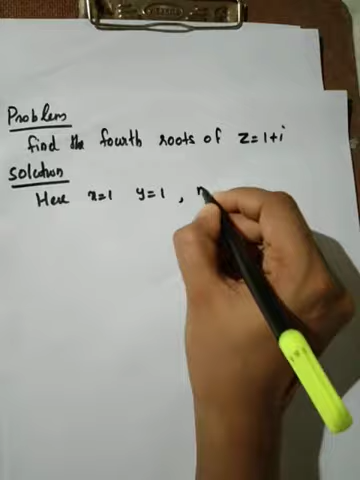 Problem
find the fourth roots of z=1+i
Solution
Here x=1 y=1 , r